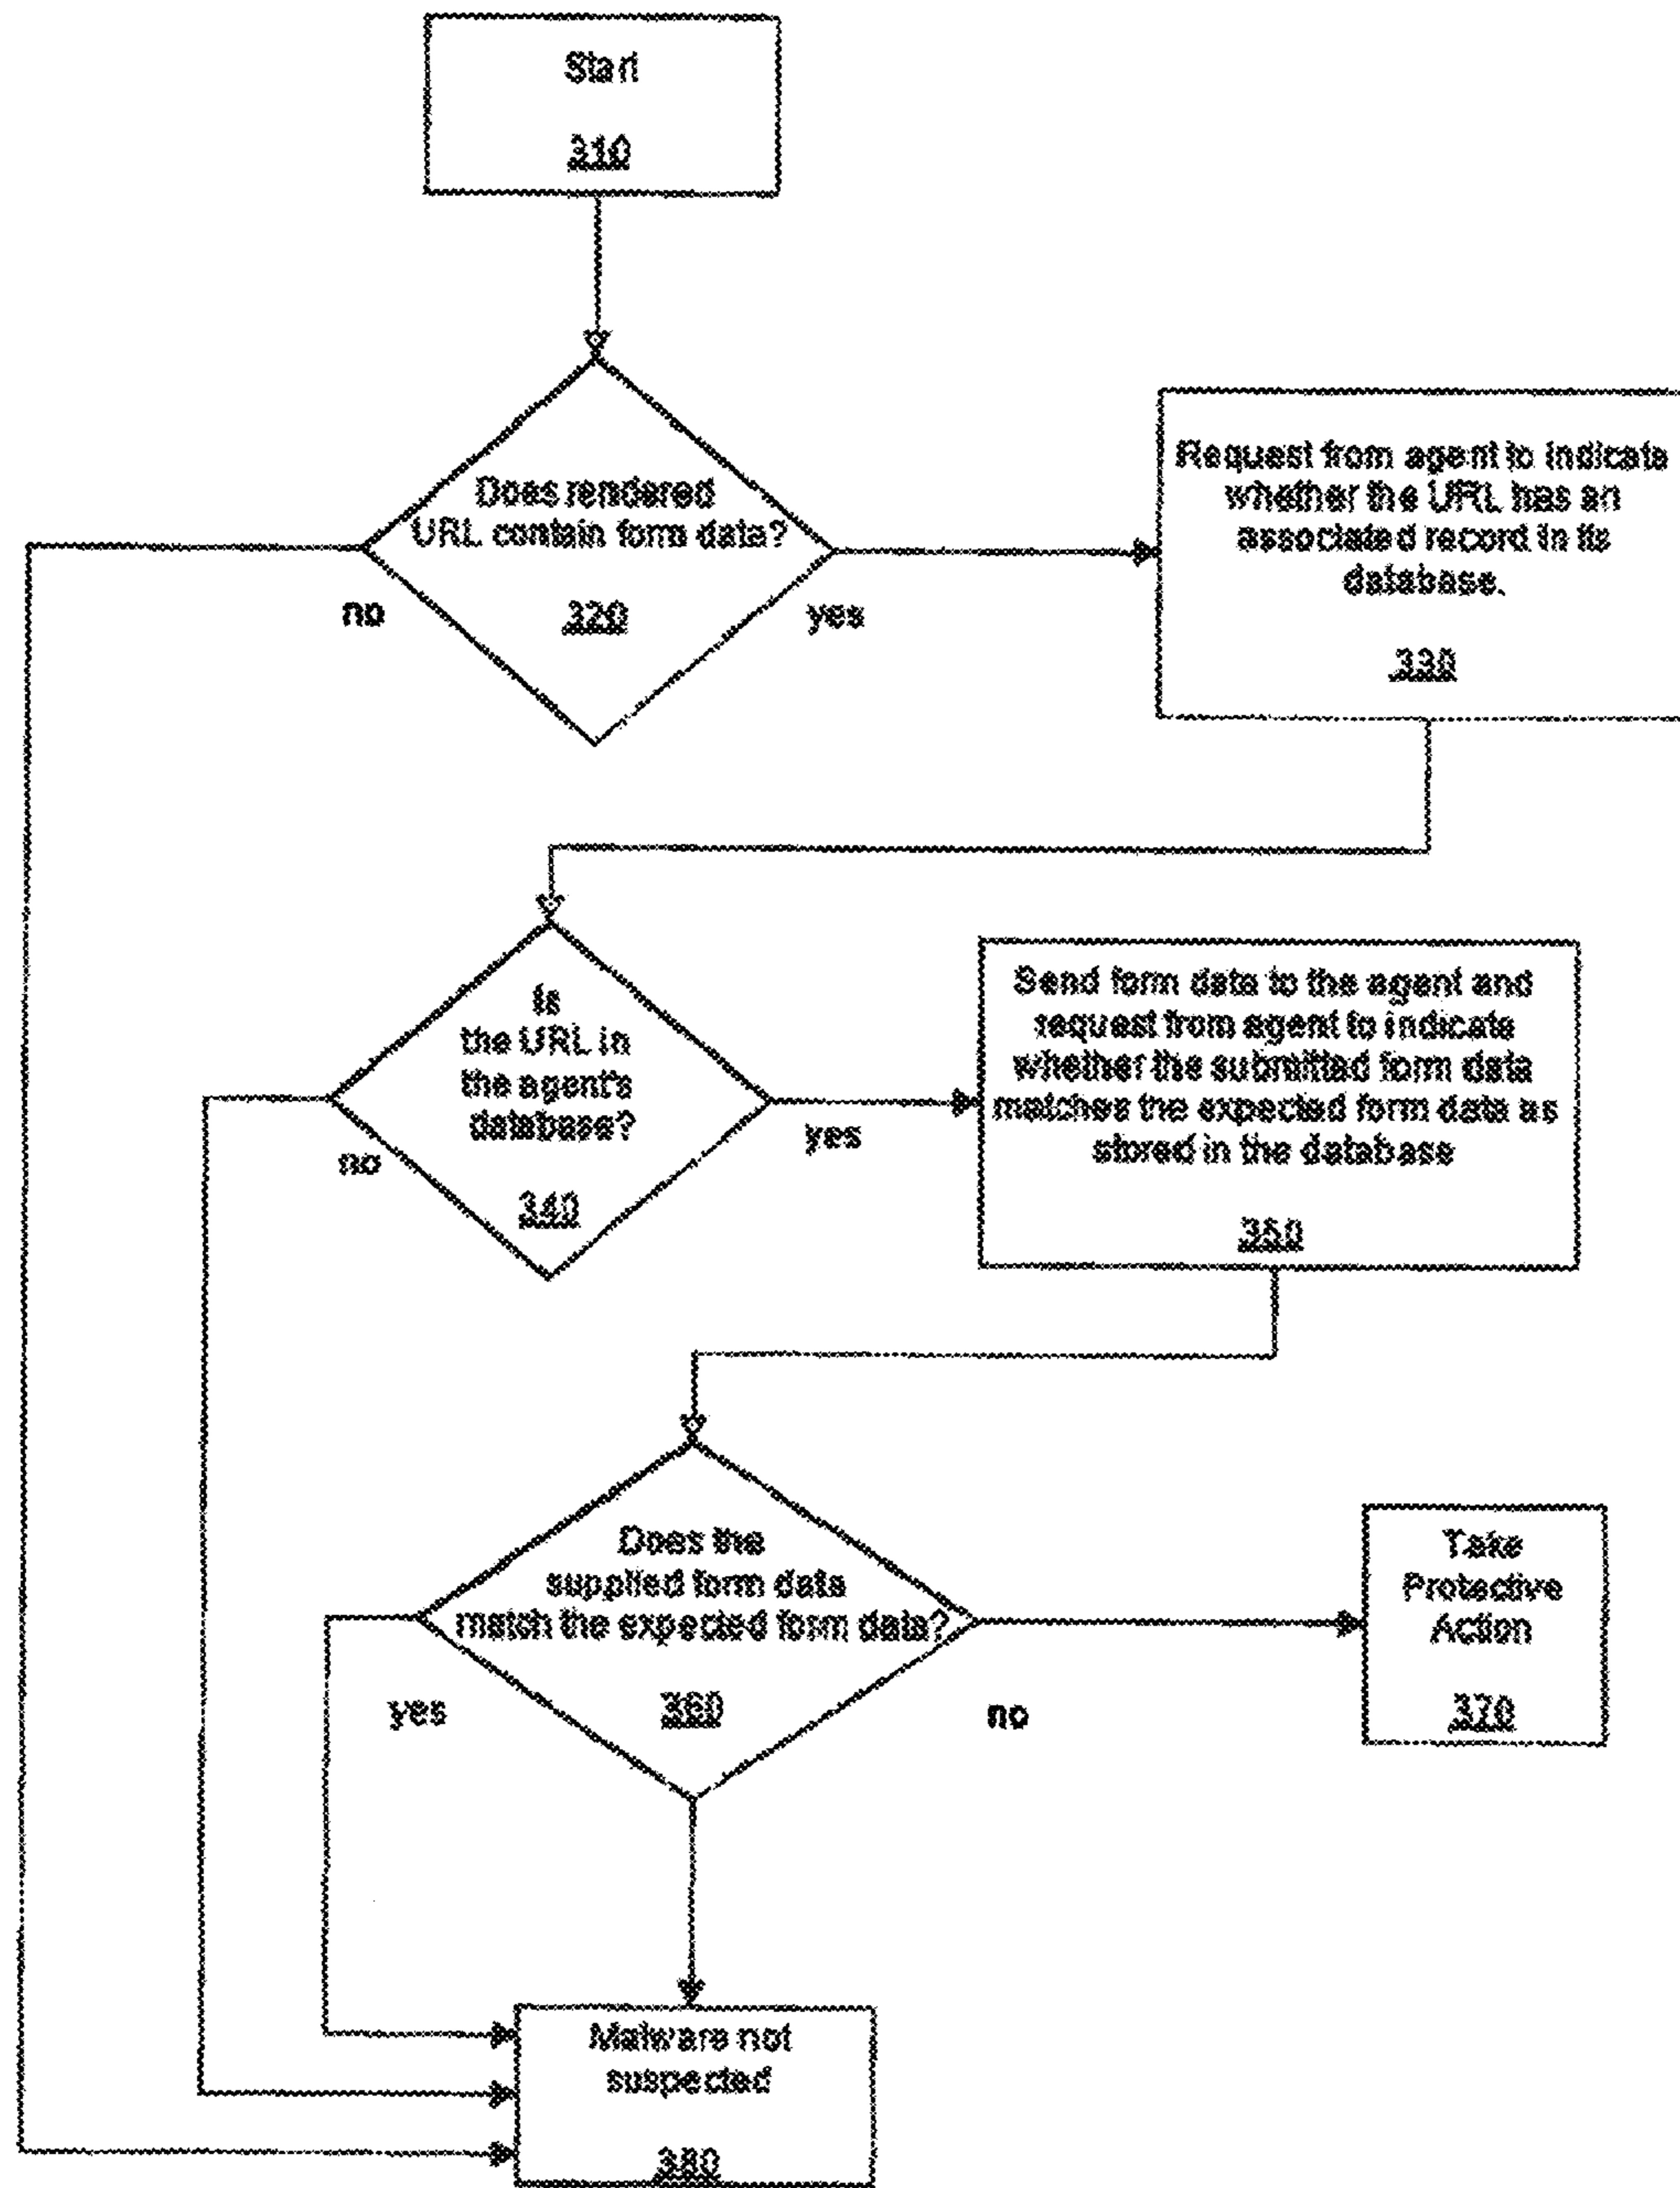 Start
310
Does rendered
URL contain form data?
320
no
yes
Request from agent to indicate
whether the URL has an
associated record in its
database.
330
Is
the URL in
the agent's
database?
340
no
yes
Send form data to the agent and
request from agent to indicate
whether the submitted form data
matches the expected form data as
stored in the database
350
Does the
supplied form data
match the expected form data?
360
yes
no
Take
Protective
Action
370
Malware not
suspected
380